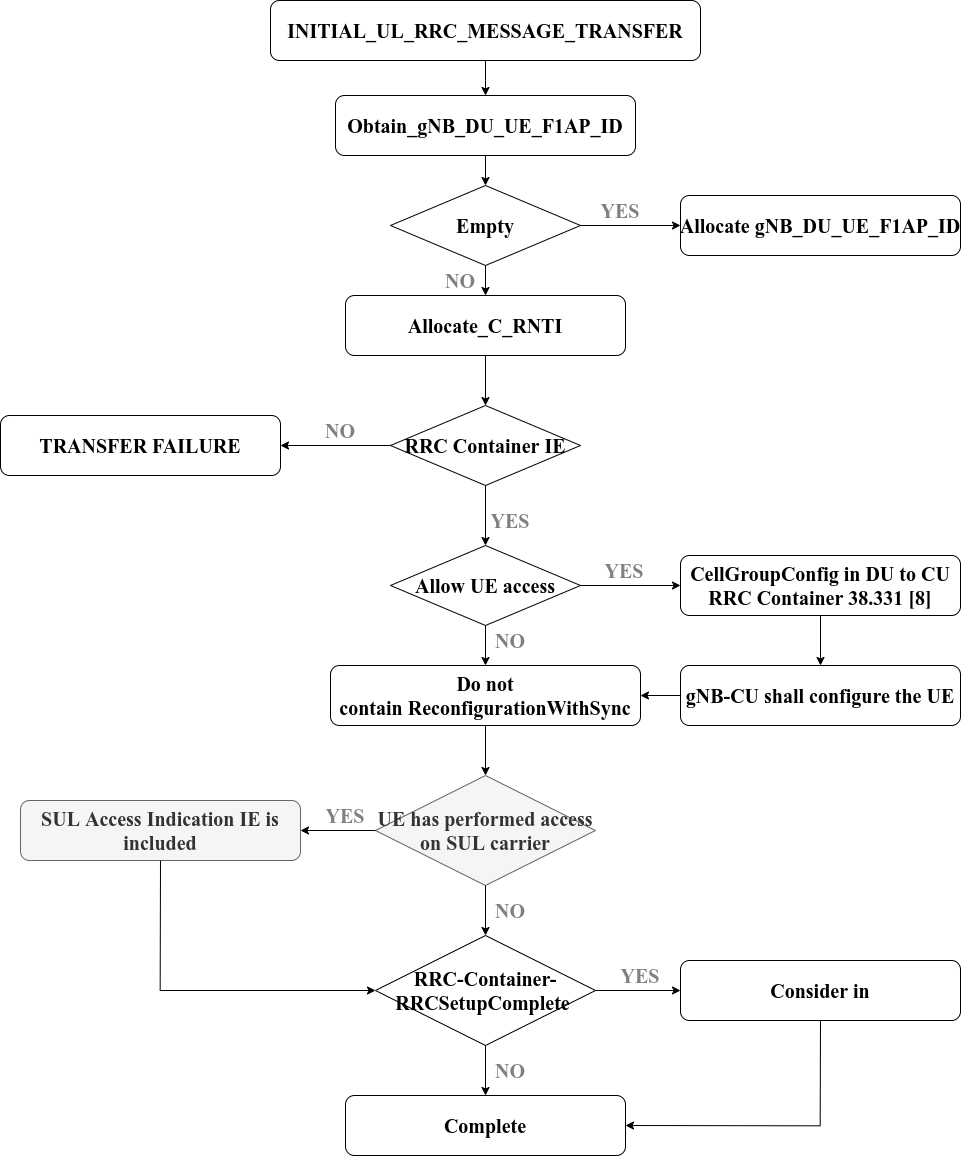 INITIAL_UL_RRC_MESSAGE_TRANSFER
Obtain_gNB_DU_UE_F1AP_ID
Empty
YES
Allocate gNB_DU_UE_F1AP_ID
NO
Allocate_C_RNTI
TRANSFER FAILURE
NO
RRC Container IE
YES
Allow UE access
YES
CellGroupConfig in DU to CU
RRC Container 38.331 [8]
NO
Do not
contain ReconfigurationWithSync
gNB-CU shall configure the UE
SUL Access Indication IE is
included
YES
UE has performed access
on SUL carrier
NO
RRC-Container-
RRCSetupComplete
YES
Consider in
NO
Complete